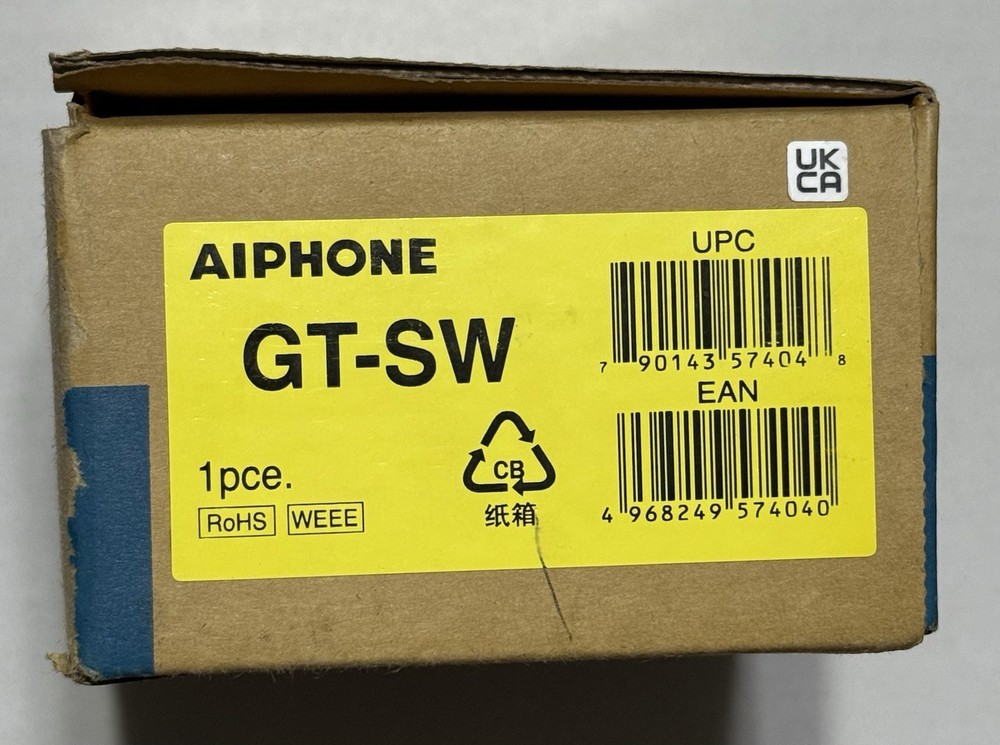 UK
CA
AIPHONE
GT-SW
1pce.
RoHS WEEE
CB
纸箱
UPC
7 90143 57404 8
EAN
4 968249 574040